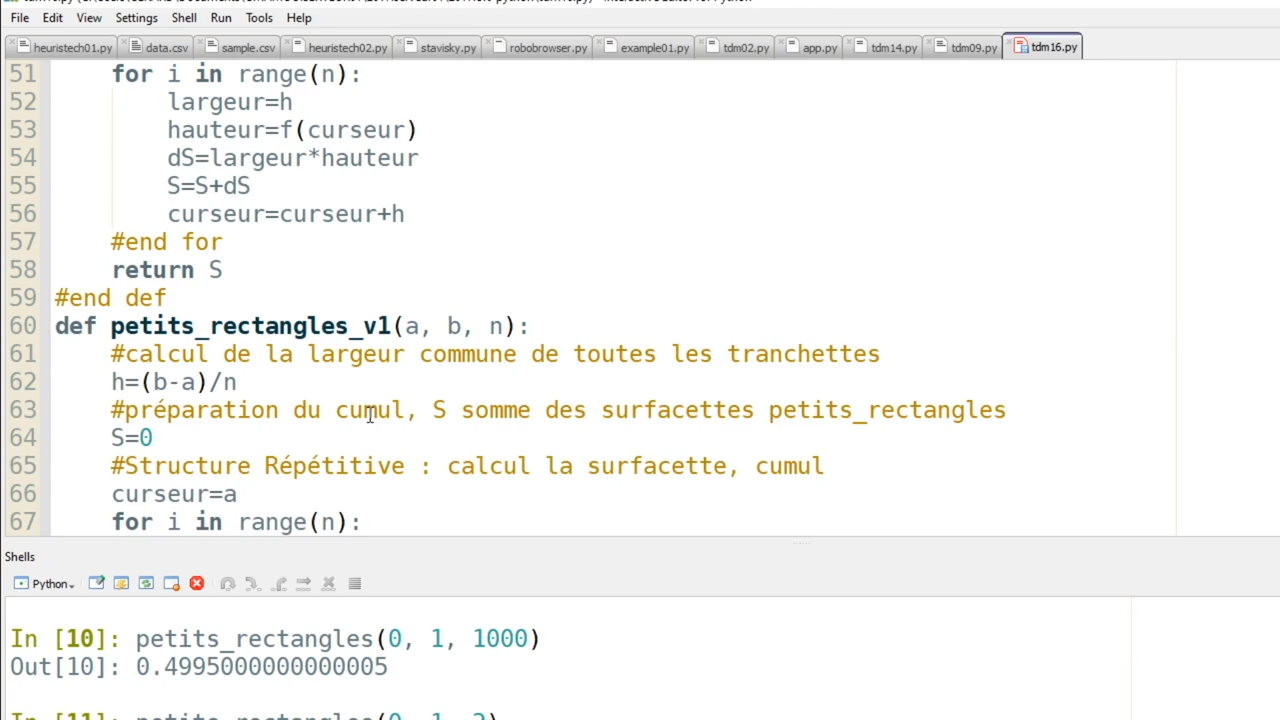 File Edit View Settings Shell Run Tools Help
heuristech01.py data.csv sample.csv heuristech02.py stavisky.py robobrowser.py example01.py tdm02.py app.py tdm14.py tdm09.py tdm16.py
51 for i in range(n):
52 largeur=h
53 hauteur=f(curseur)
54 dS=largeur*hauteur
55 S=S+dS
56 curseur=curseur+h
57 #end for
58 return S
59 #end def
60 def petits_rectangles_v1(a, b, n):
61 #calcul de la largeur commune de toutes les tranchettes
62 h=(b-a)/n
63 #préparation du cumul, S somme des surfacettes petits_rectangles
64 S=0
65 #Structure Répétitive : calcul la surfacette, cumul
66 curseur=a
67 for i in range(n):
Shells
Python
In [10]: petits_rectangles(0, 1, 1000)
Out[10]: 0.4995000000000005
In [11]: petits_rectangles(0, 1, 2)